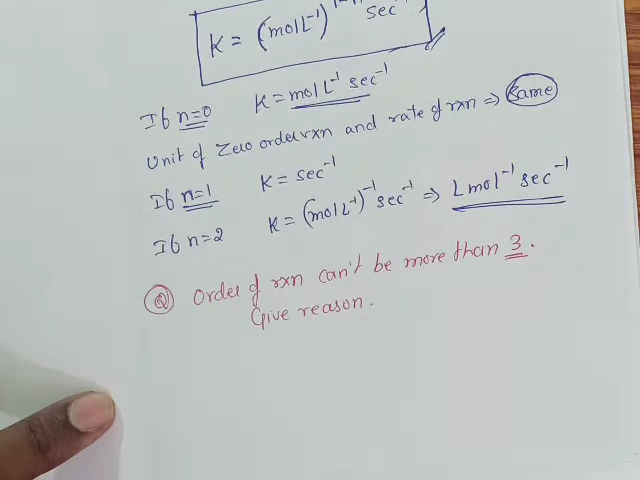 K = (mol L⁻¹)¹⁻ⁿ sec⁻¹
If n=0 K = mol L⁻¹ sec⁻¹
Unit of Zero order rxn and rate of rxn ⇒ Same
If n=1 K = sec⁻¹
If n=2 K = (mol L⁻¹)⁻¹ sec⁻¹ ⇒ L mol⁻¹ sec⁻¹
Q Order of rxn can't be more than 3.
Give reason.